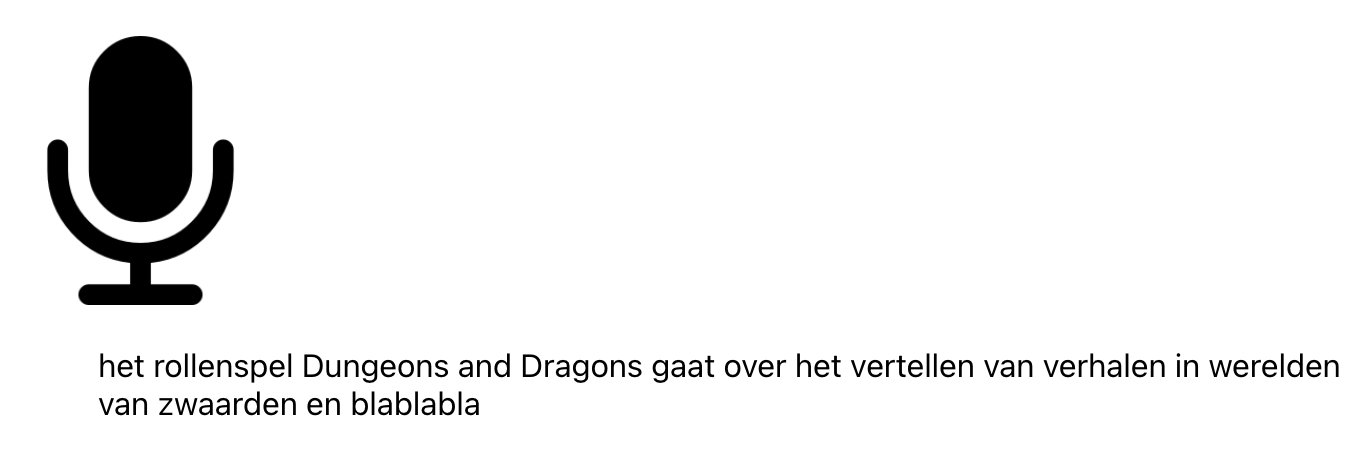 het rollenspel Dungeons and Dragons gaat over het vertellen van verhalen in werelden
van zwaarden en blablabla